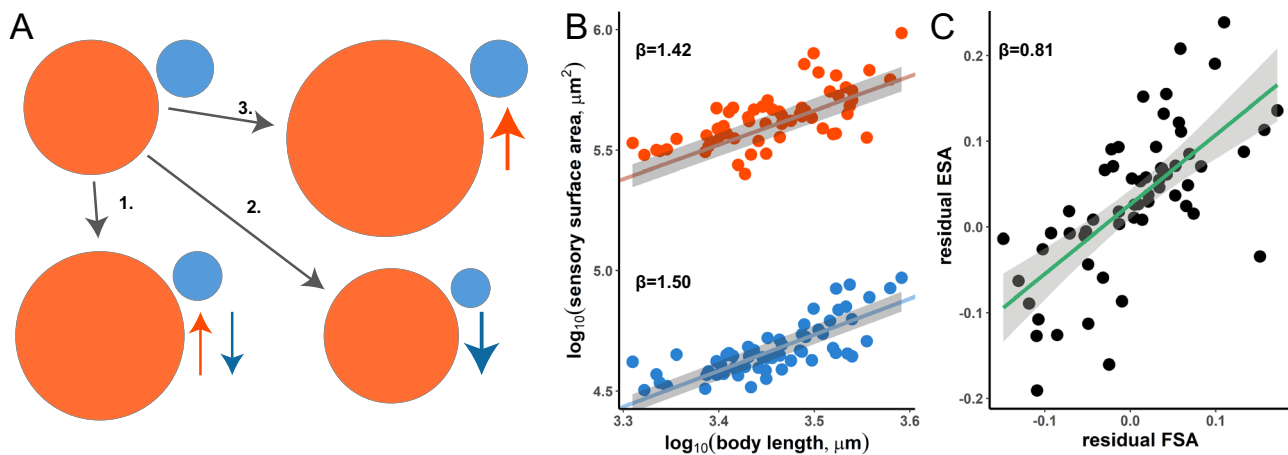 A
3.
1.
2.
B
β=1.42
β=1.50
log10(sensory surface area, μm2)
6.0
5.5
5.0
4.5
3.3
3.4
3.5
3.6
log10(body length, μm)
C
β=0.81
residual ESA
0.2
0.1
0.0
-0.1
-0.2
-0.1
0.0
0.1
residual FSA